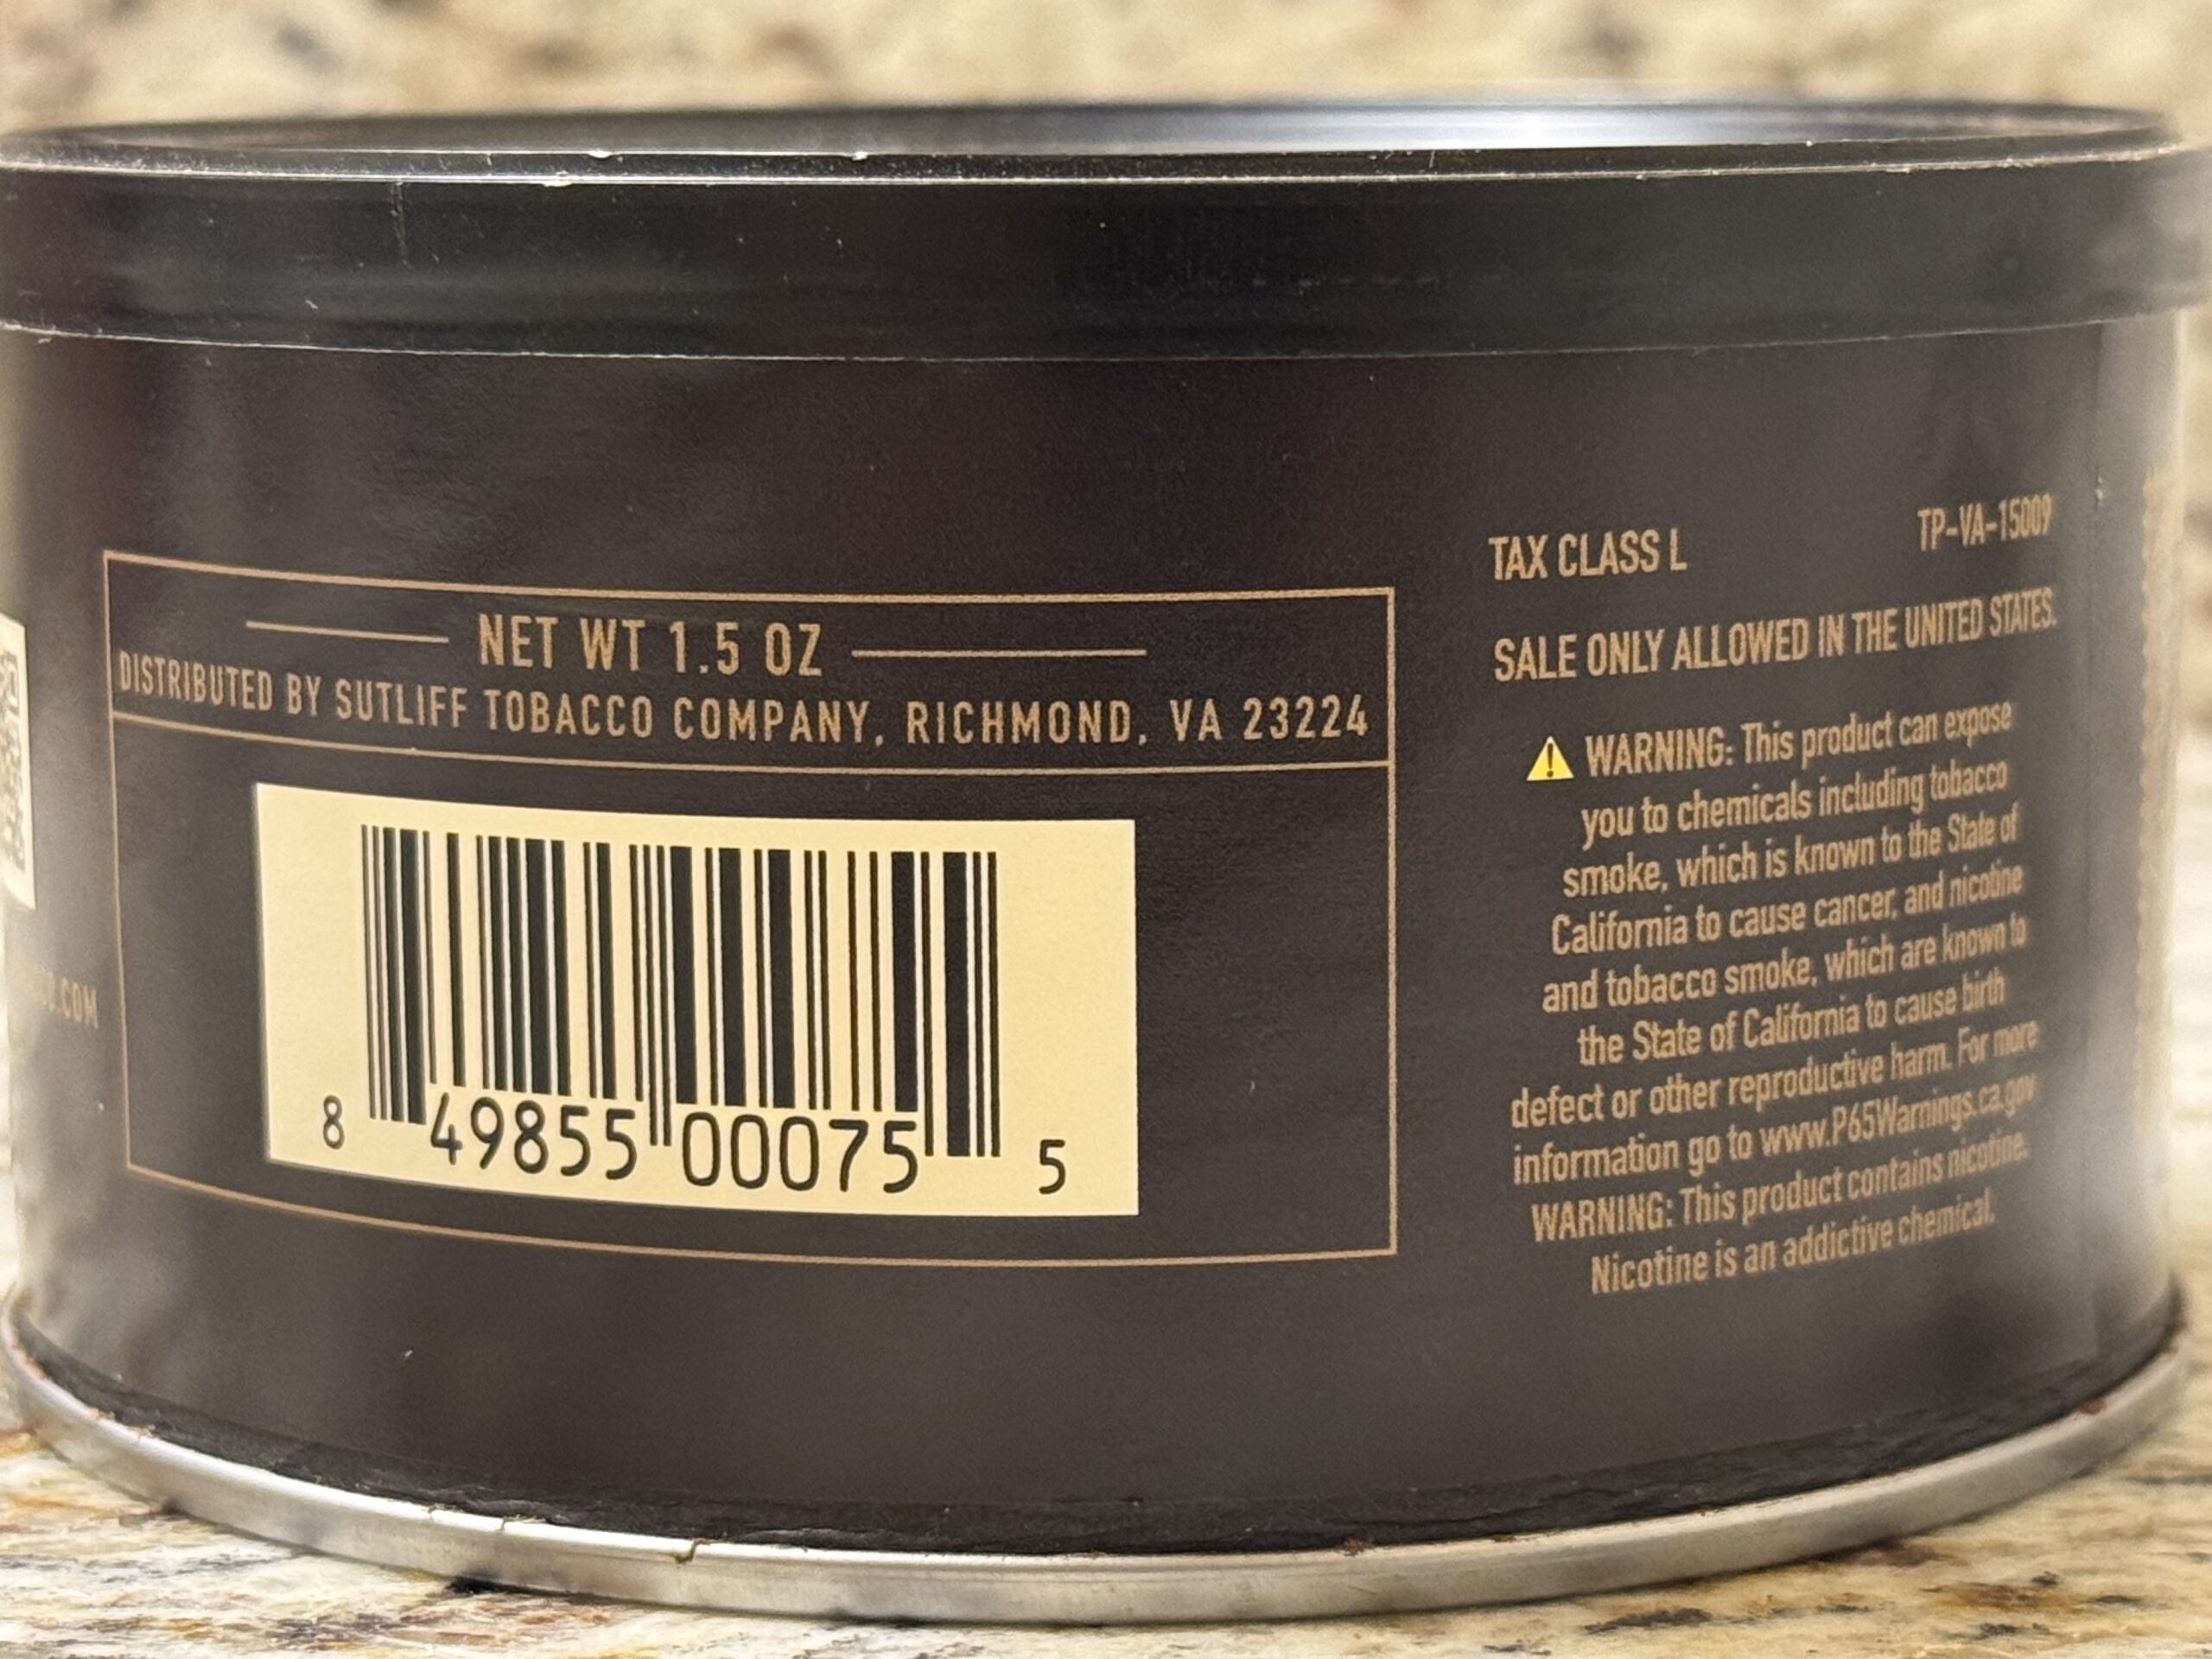 NET WT 1.5 OZ
DISTRIBUTED BY SUTLIFF TOBACCO COMPANY, RICHMOND, VA 23224
8 49855 00075 5
.COM
TAX CLASS L TP-VA-15009
SALE ONLY ALLOWED IN THE UNITED STATES.
⚠ WARNING: This product can expose
you to chemicals including tobacco
smoke, which is known to the State of
California to cause cancer, and nicotine
and tobacco smoke, which are known to
the State of California to cause birth
defect or other reproductive harm. For more
information go to www.P65Warnings.ca.gov
WARNING: This product contains nicotine.
Nicotine is an addictive chemical.